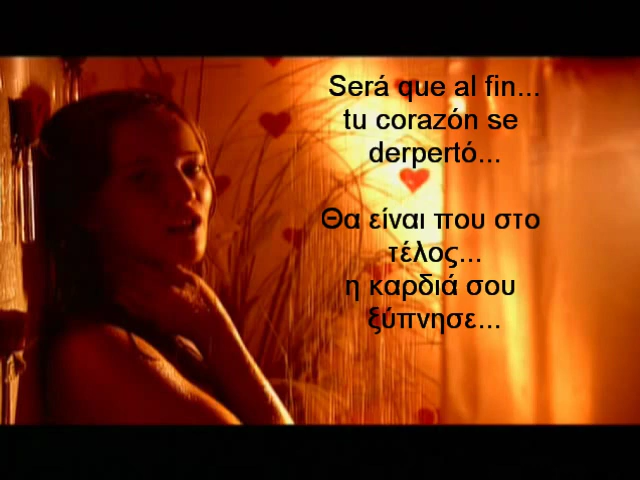 Será que al fin...
tu corazón se
derpertó...
Θα είναι που στο
τέλος...
η καρδιά σου
ξύπνησε...